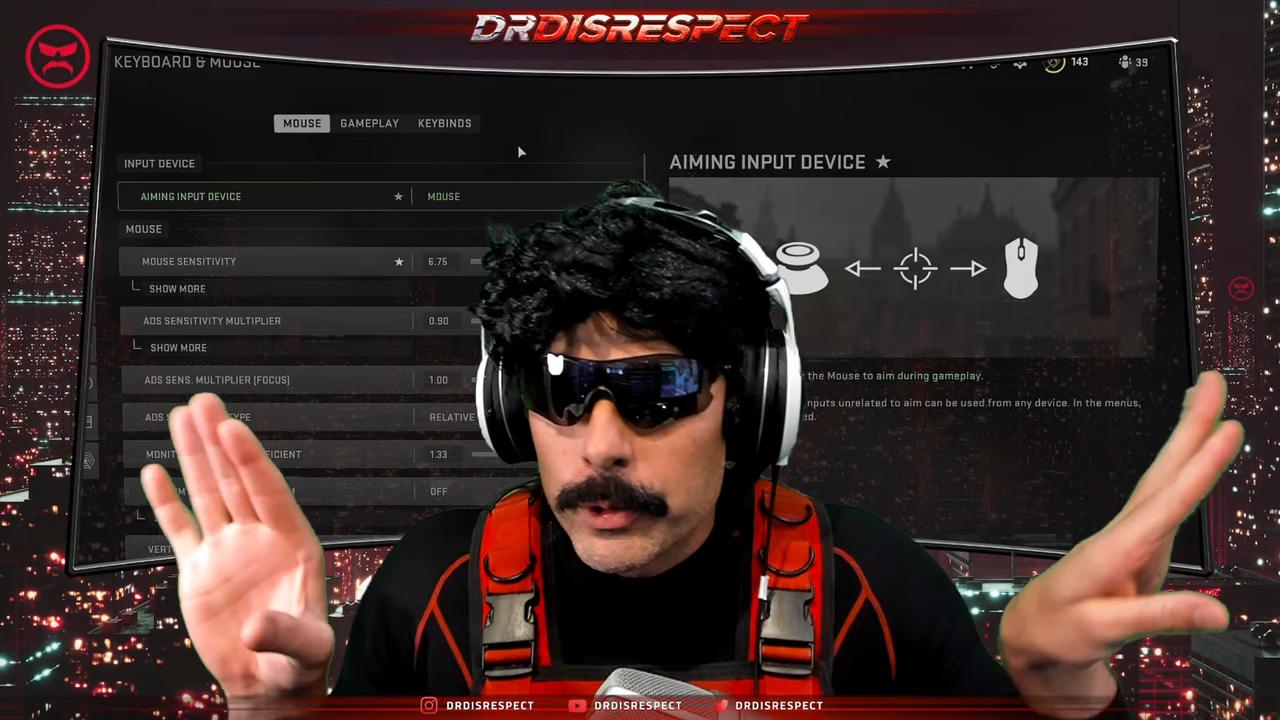 DRDISRESPECT
KEYBOARD & MOUSE
143
39
MOUSE
GAMEPLAY
KEYBINDS
INPUT DEVICE
AIMING INPUT DEVICE ★
AIMING INPUT DEVICE ★ MOUSE
MOUSE
MOUSE SENSITIVITY ★ 6.75
SHOW MORE
ADS SENSITIVITY MULTIPLIER 0.90
SHOW MORE
ADS SENS. MULTIPLIER (FOCUS) 1.00
the Mouse to aim during gameplay.
unrelated to aim can be used from any device. In the menus,
RELATIVE
1.33
OFF
DRDISRESPECT
DRDISRESPECT
DRDISRESPECT